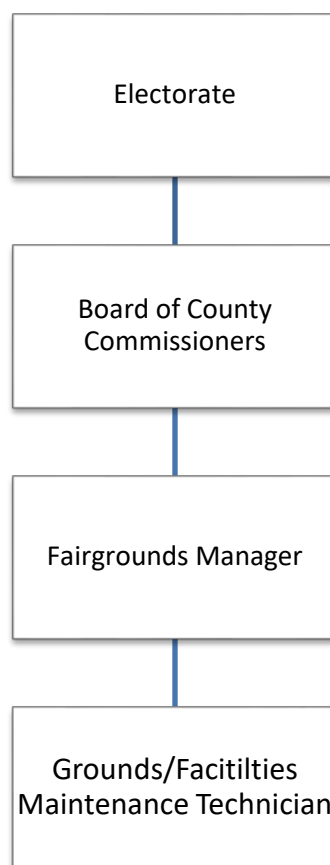 Electorate
Board of County
Commissioners
Fairgrounds Manager
Grounds/Facitilties
Maintenance Technician